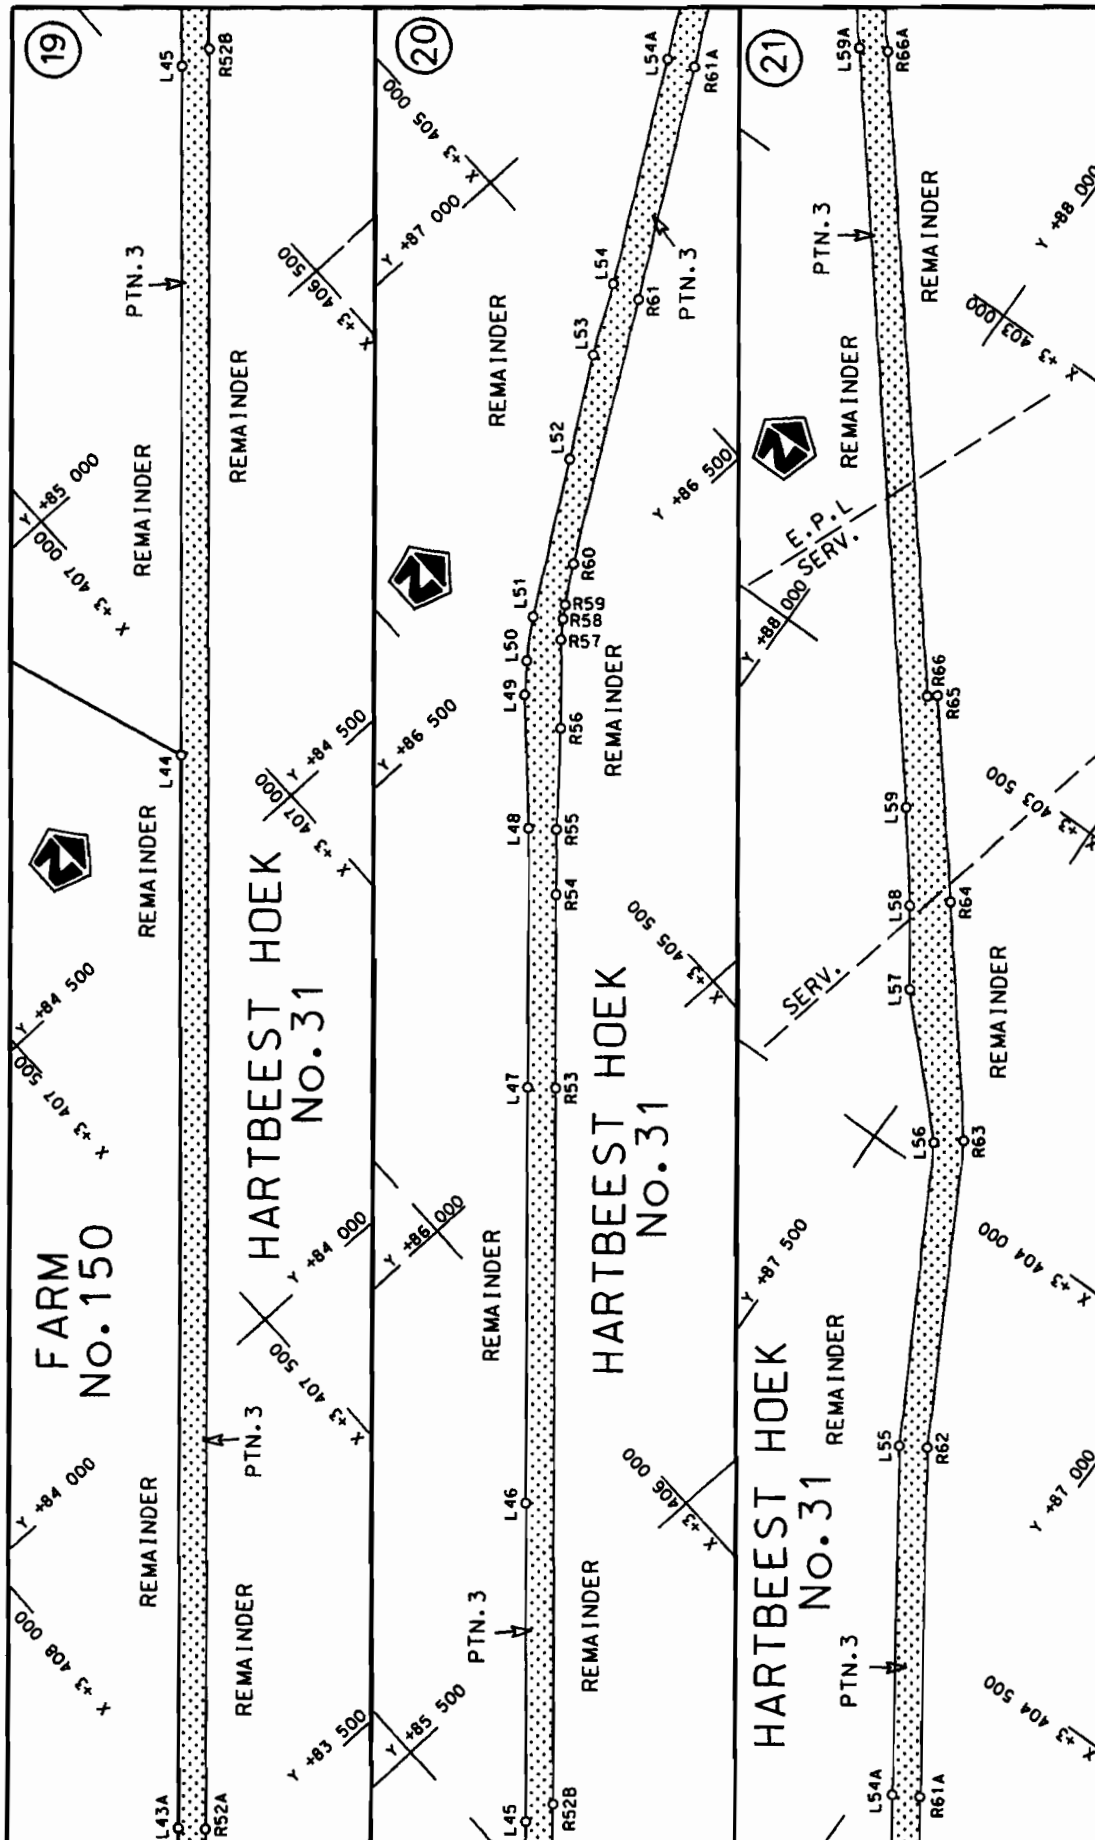 19
L45
R52B
PTN.3
REMAINDER
REMAINDER
Y +85 000
X +3 407 000
L44
REMAINDER
Y +84 500
X +3 407 000
Y +84 500
X +3 407 500
HARTBEEST HOEK
No.31
FARM
No.150
Y +84 000
X +3 407 500
PTN.3
Y +84 000
X +3 408 000
REMAINDER
REMAINDER
Y +83 500
L43A
R52A
20
L54A
R61A
X +3 405 000
Y +87 000
X +3 406 500
L54
R61
PTN.3
L53
REMAINDER
L52
Y +86 500
R60
L51
R59
R58
R57
L50
L49
REMAINDER
R56
Y +86 500
L48
R55
R54
X +3 405 500
L47
R53
HARTBEEST HOEK
No.31
Y +86 000
REMAINDER
L46
X +3 406 000
PTN.3
REMAINDER
Y +85 500
L45
R52B
21
L59A
R66A
PTN.3
REMAINDER
Y +88 000
REMAINDER
X +3 403 000
E.P.L
SERV.
Y +88 000
R66
R65
L59
X +3 403 500
L58
R64
L57
SERV.
REMAINDER
L56
R63
Y +87 500
X +3 404 000
HARTBEEST HOEK
No.31
REMAINDER
L55
R62
Y +87 000
PTN.3
X +3 404 500
L54A
R61A